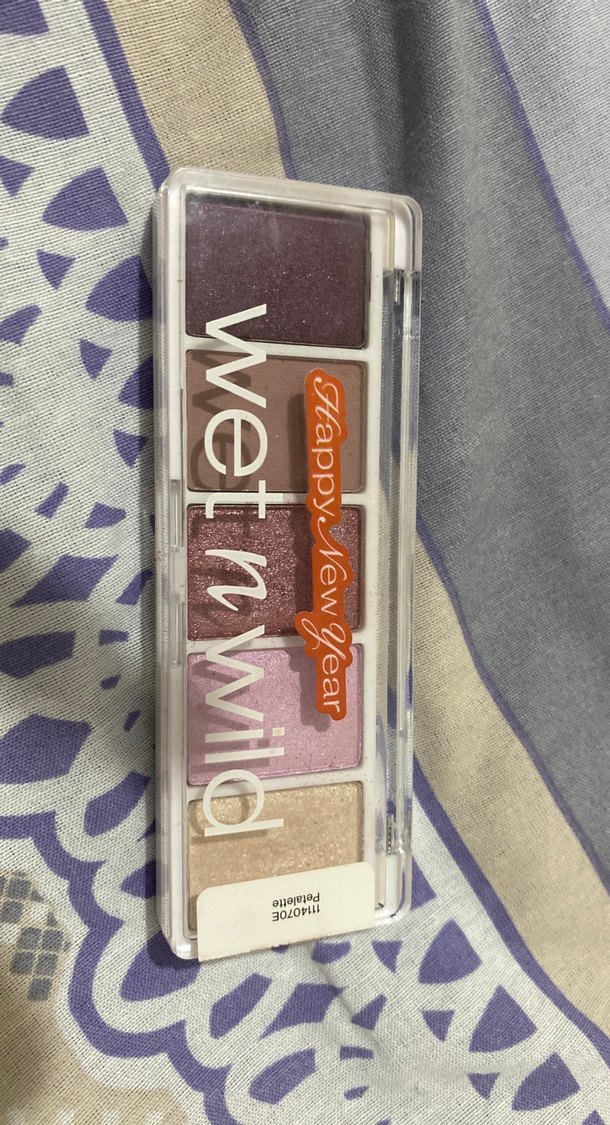 wet n wild
Happy New Year
1114070E
Petalette